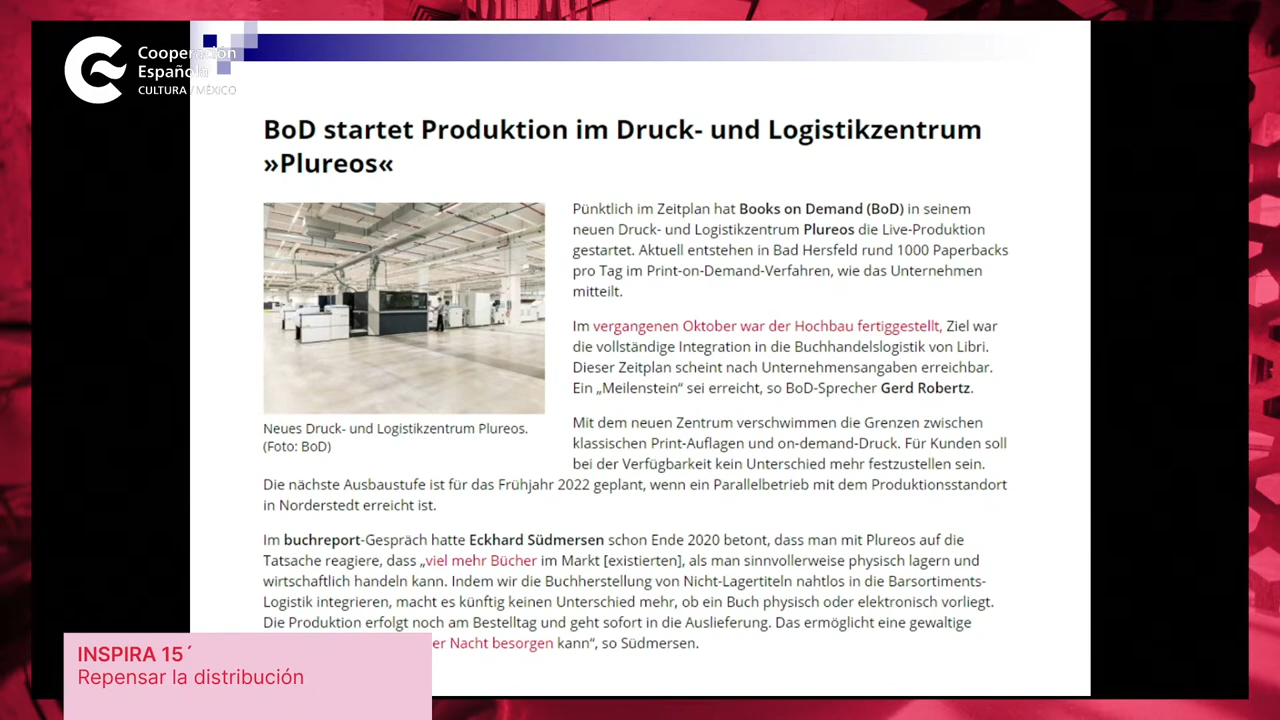 Cooperación
Española
CULTURA / MÉXICO
BoD startet Produktion im Druck- und Logistikzentrum
»Plureos«
Pünktlich im Zeitplan hat Books on Demand (BoD) in seinem
neuen Druck- und Logistikzentrum Plureos die Live-Produktion
gestartet. Aktuell entstehen in Bad Hersfeld rund 1000 Paperbacks
pro Tag im Print-on-Demand-Verfahren, wie das Unternehmen
mitteilt.
Im vergangenen Oktober war der Hochbau fertiggestellt, Ziel war
die vollständige Integration in die Buchhandelslogistik von Libri.
Dieser Zeitplan scheint nach Unternehmensangaben erreichbar.
Ein „Meilenstein“ sei erreicht, so BoD-Sprecher Gerd Robertz.
Neues Druck- und Logistikzentrum Plureos.
(Foto: BoD)
Mit dem neuen Zentrum verschwimmen die Grenzen zwischen
klassischen Print-Auflagen und on-demand-Druck. Für Kunden soll
bei der Verfügbarkeit kein Unterschied mehr festzustellen sein.
Die nächste Ausbaustufe ist für das Frühjahr 2022 geplant, wenn ein Parallelbetrieb mit dem Produktionsstandort
in Norderstedt erreicht ist.
Im buchreport-Gespräch hatte Eckhard Südmersen schon Ende 2020 betont, dass man mit Plureos auf die
Tatsache reagiere, dass „viel mehr Bücher im Markt [existierten], als man sinnvollerweise physisch lagern und
wirtschaftlich handeln kann. Indem wir die Buchherstellung von Nicht-Lagertiteln nahtlos in die Barsortiments-
Logistik integrieren, macht es künftig keinen Unterschied mehr, ob ein Buch physisch oder elektronisch vorliegt.
Die Produktion erfolgt noch am Bestelltag und geht sofort in die Auslieferung. Das ermöglicht eine gewaltige
er Nacht besorgen kann“, so Südmersen.
INSPIRA 15´
Repensar la distribución